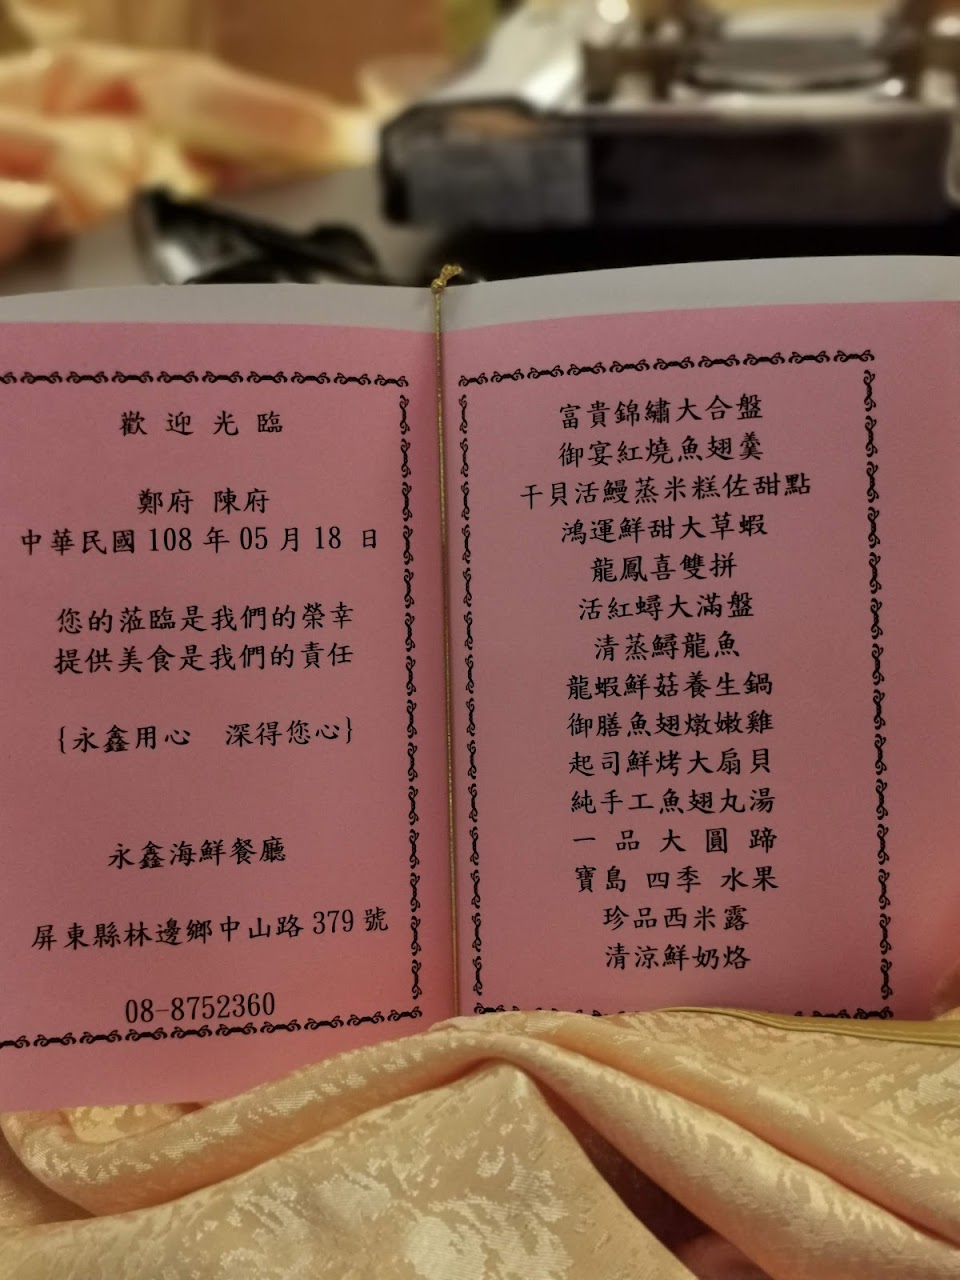 歡迎光臨
鄭府 陳府
中華民國 108 年 05 月 18 日
您的蒞臨是我們的榮幸
提供美食是我們的責任
{永鑫用心 深得您心}
永鑫海鮮餐廳
屏東縣林邊鄉中山路 379 號
08-8752360
富貴錦繡大合盤
御宴紅燒魚翅羹
干貝活鰻蒸米糕佐甜點
鴻運鮮甜大草蝦
龍鳳喜雙拼
活紅蟳大滿盤
清蒸鱘龍魚
龍蝦鮮菇養生鍋
御膳魚翅燉嫩雞
起司鮮烤大扇貝
純手工魚翅丸湯
一品大圓蹄
寶島 四季 水果
珍品西米露
清涼鮮奶烙